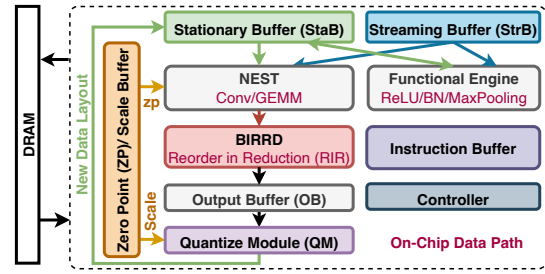 Stationary Buffer (StaB)
Streaming Buffer (StrB)
DRAM
New Data Layout
Zero Point (ZP)/ Scale Buffer
zp
Scale
NEST
Conv/GEMM
Functional Engine
ReLU/BN/MaxPooling
BIRRD
Reorder in Reduction (RIR)
Instruction Buffer
Output Buffer (OB)
Controller
Quantize Module (QM)
On-Chip Data Path